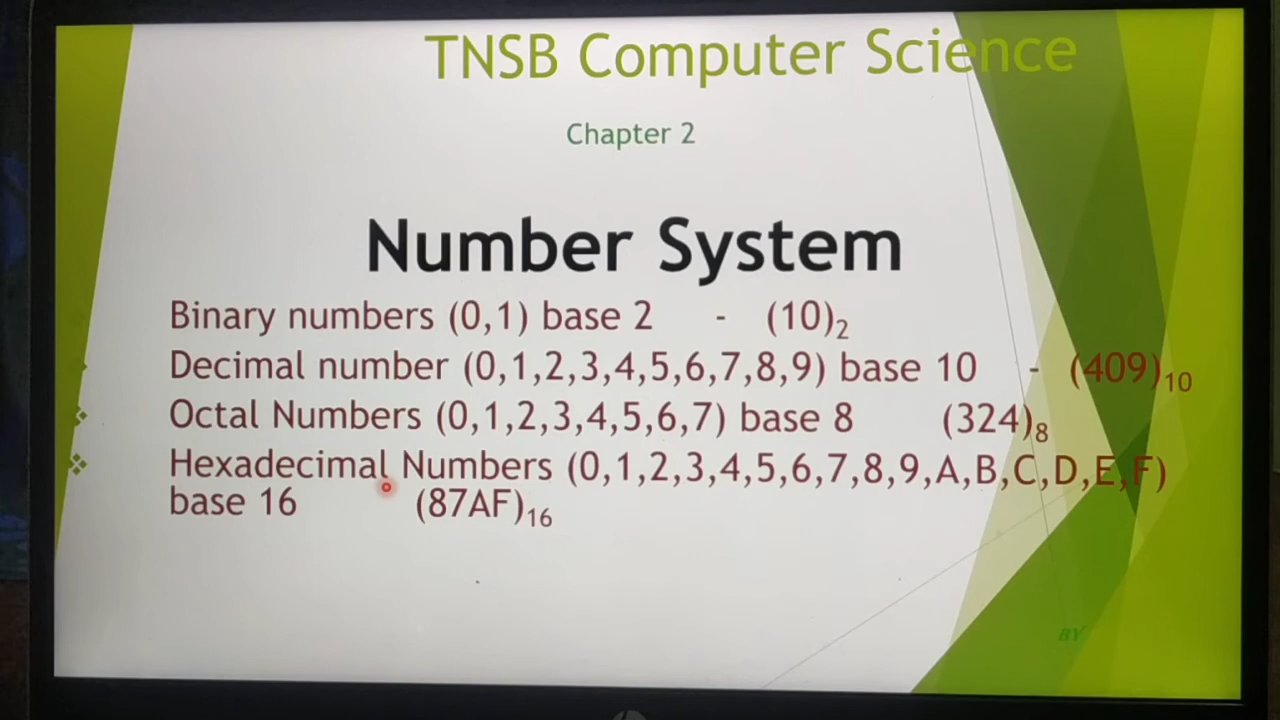 TNSB Computer Science
Chapter 2
Number System
Binary numbers (0,1) base 2 - (10)₂
Decimal number (0,1,2,3,4,5,6,7,8,9) base 10 - (409)₁₀
Octal Numbers (0,1,2,3,4,5,6,7) base 8 (324)₈
Hexadecimal Numbers (0,1,2,3,4,5,6,7,8,9,A,B,C,D,E,F)
base 16 (87AF)₁₆
BY